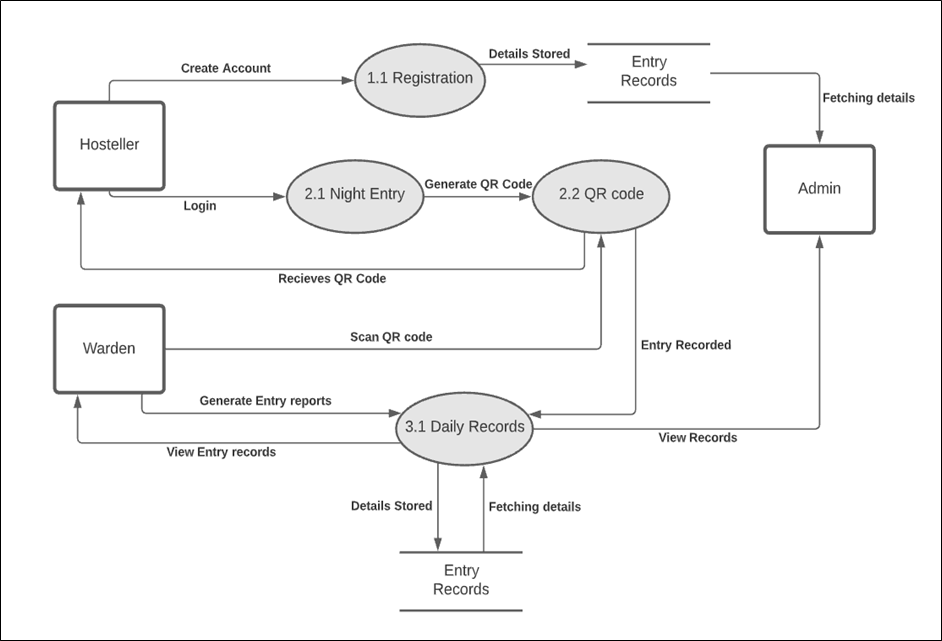 Details Stored
Entry
Records
Create Account
1.1 Registration
Fetching details
Hosteller
Admin
2.1 Night Entry
Generate QR Code
2.2 QR code
Login
Recieves QR Code
Warden
Scan QR code
Entry Recorded
Generate Entry reports
3.1 Daily Records
View Records
View Entry records
Details Stored
Fetching details
Entry
Records